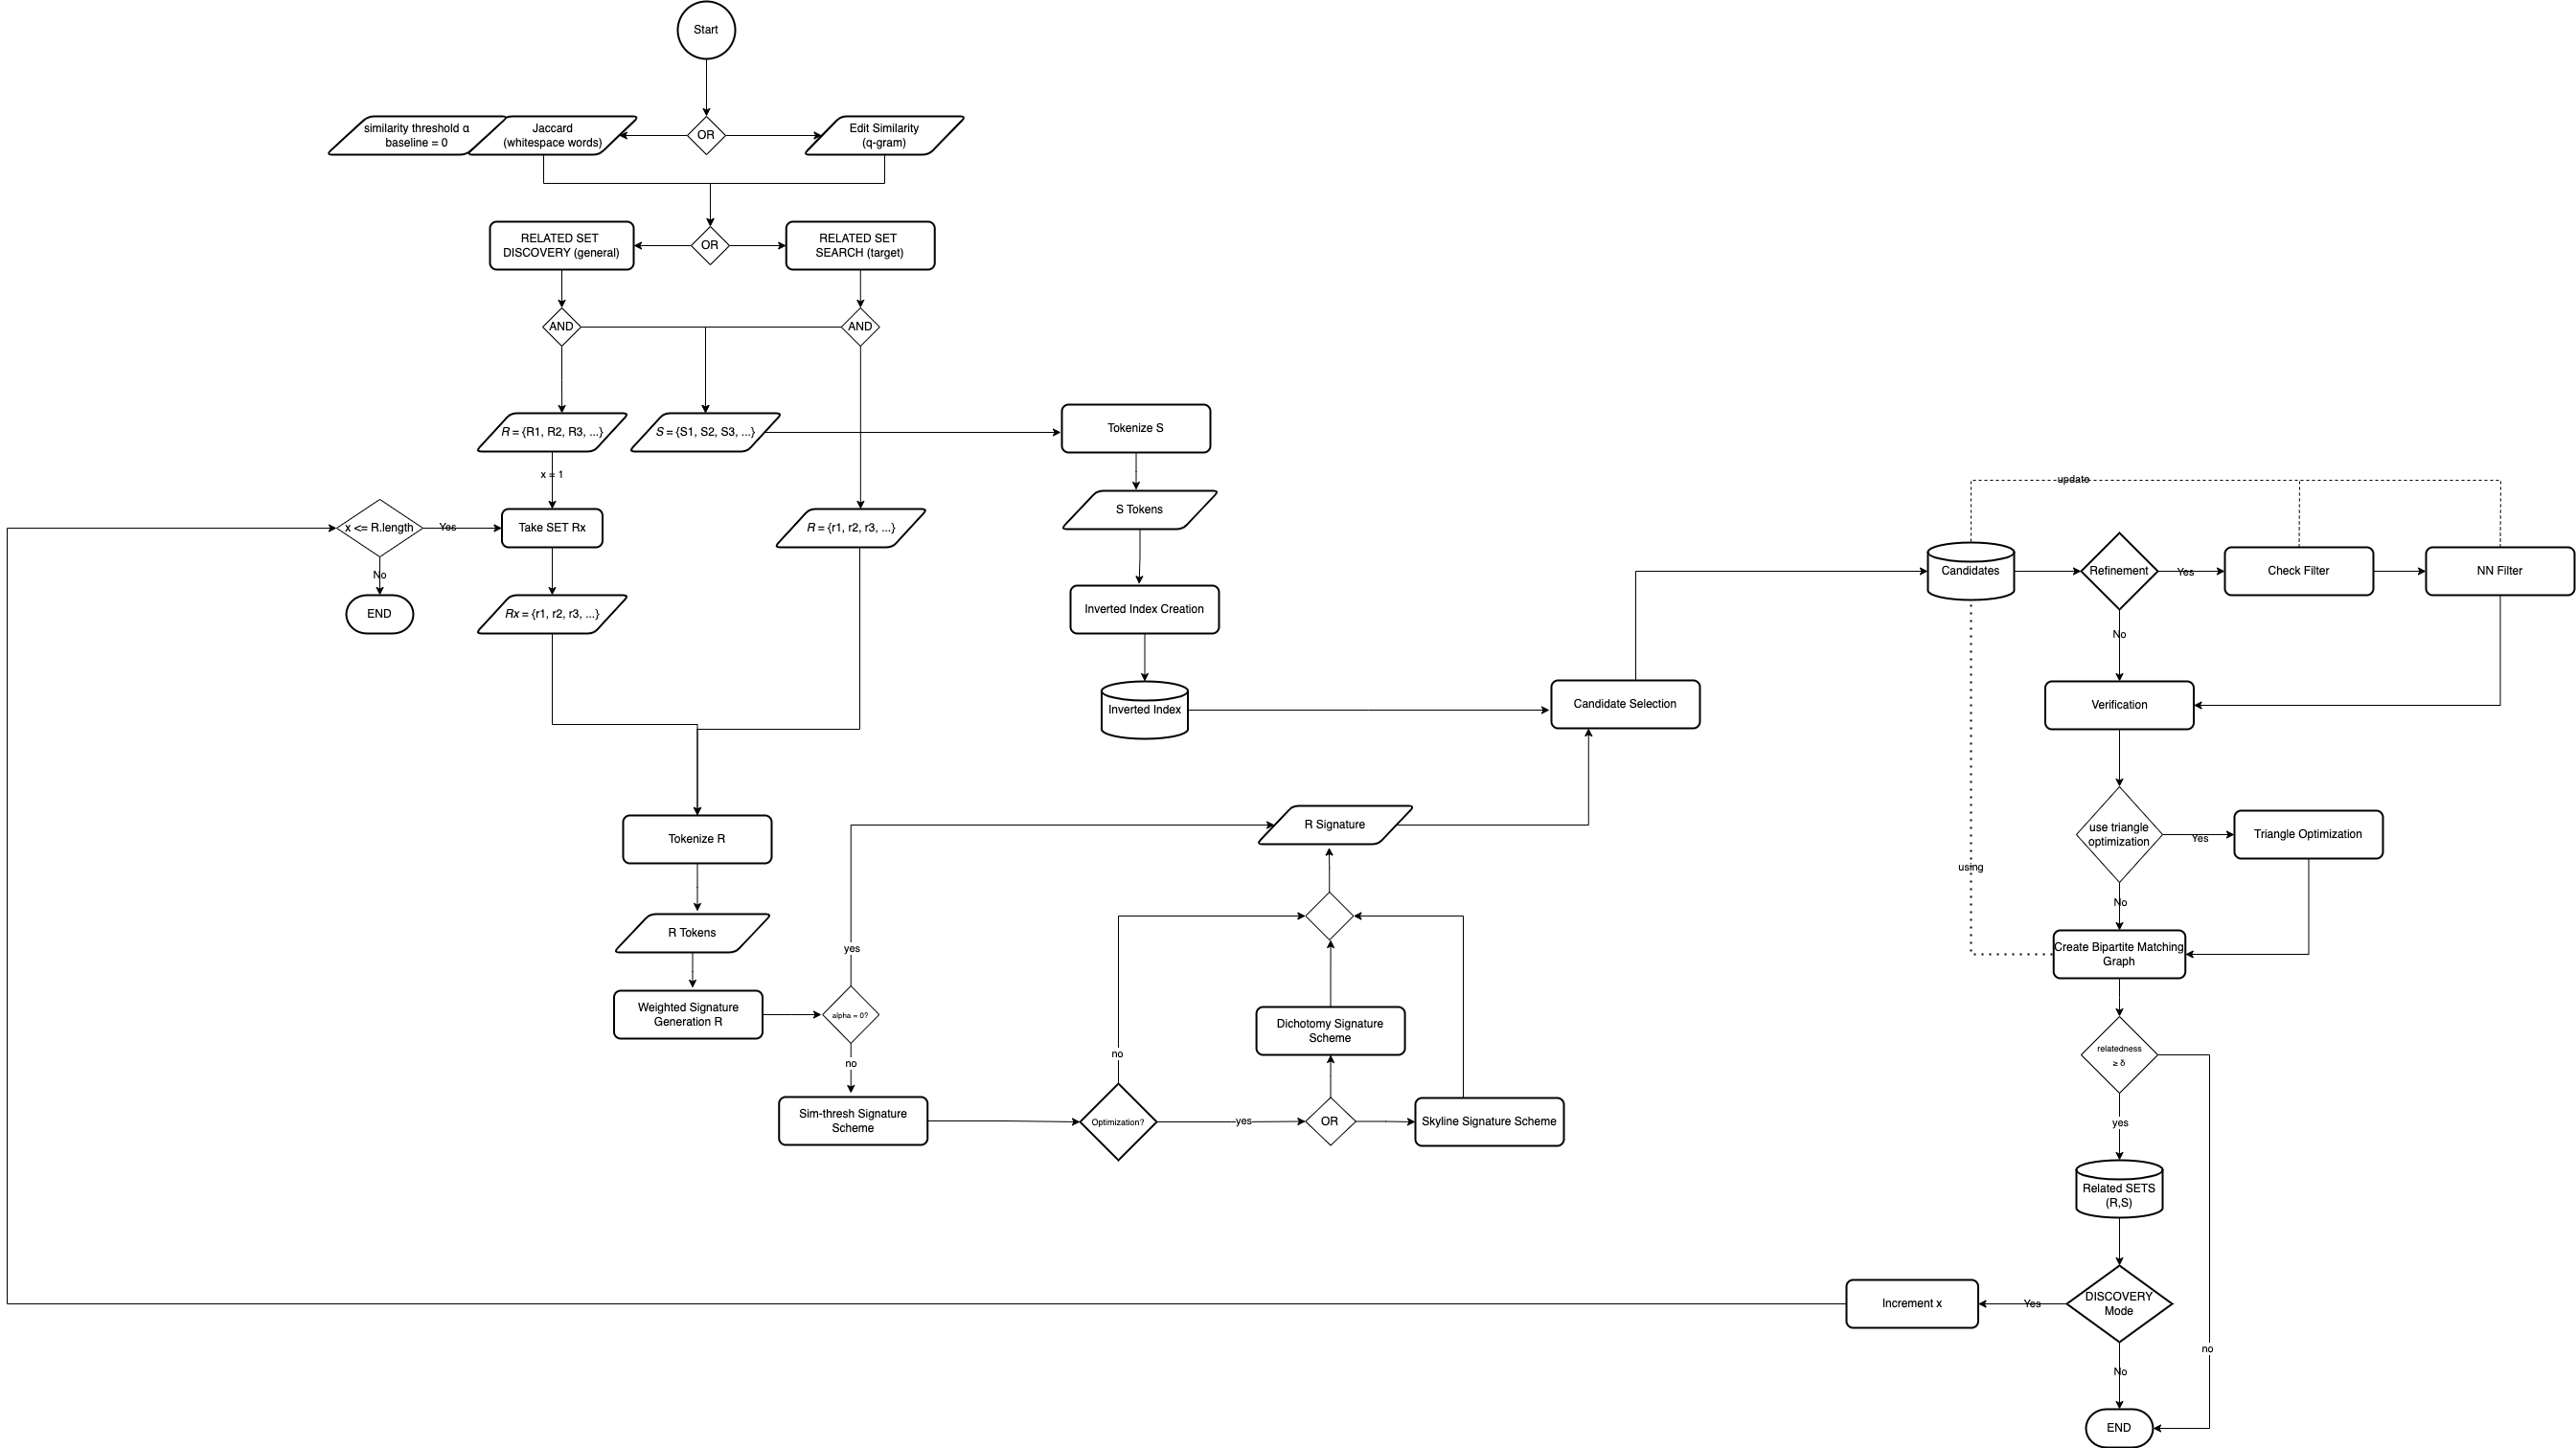 Start
similarity threshold α
baseline = 0
Jaccard
(whitespace words)
OR
Edit Similarity
(q-gram)
RELATED SET
DISCOVERY (general)
OR
RELATED SET
SEARCH (target)
AND
AND
R = {R1, R2, R3, ...}
S = {S1, S2, S3, ...}
Tokenize S
x = 1
x <= R.length
Yes
Take SET Rx
R = {r1, r2, r3, ...}
S Tokens
No
END
Rx = {r1, r2, r3, ...}
Inverted Index Creation
Inverted Index
Candidate Selection
update
Candidates
Refinement
Yes
Check Filter
NN Filter
No
Verification
Tokenize R
R Signature
use triangle
optimization
Yes
Triangle Optimization
using
No
R Tokens
yes
Create Bipartite Matching
Graph
Weighted Signature
Generation R
alpha = 0?
no
Dichotomy Signature
Scheme
no
relatedness
≥ δ
Sim-thresh Signature
Scheme
Optimization?
yes
OR
Skyline Signature Scheme
yes
Related SETS
(R,S)
Increment x
Yes
DISCOVERY
Mode
no
No
END